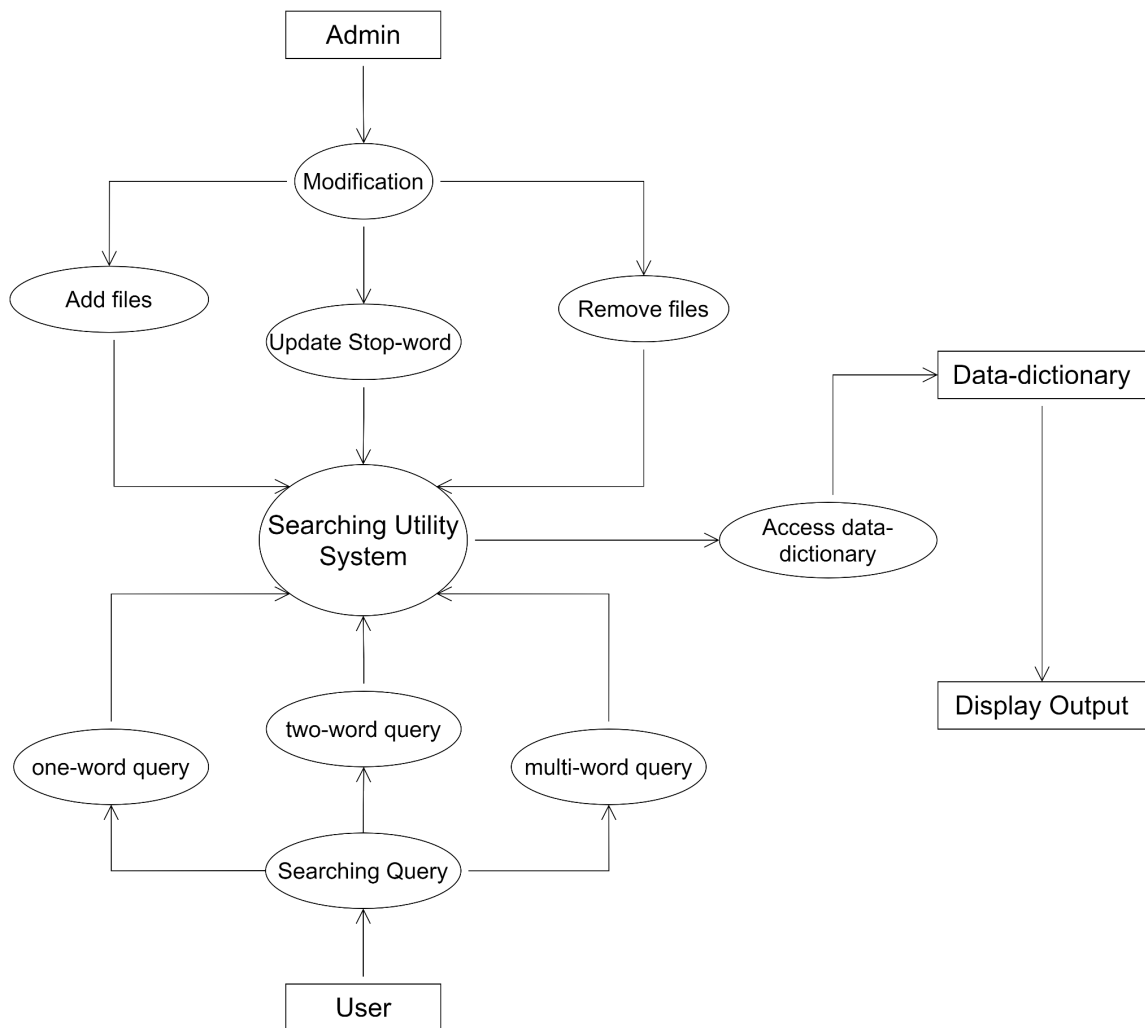 Admin
Modification
Add files
Remove files
Update Stop-word
Data-dictionary
Searching Utility
System
Access data-
dictionary
Display Output
two-word query
one-word query
multi-word query
Searching Query
User